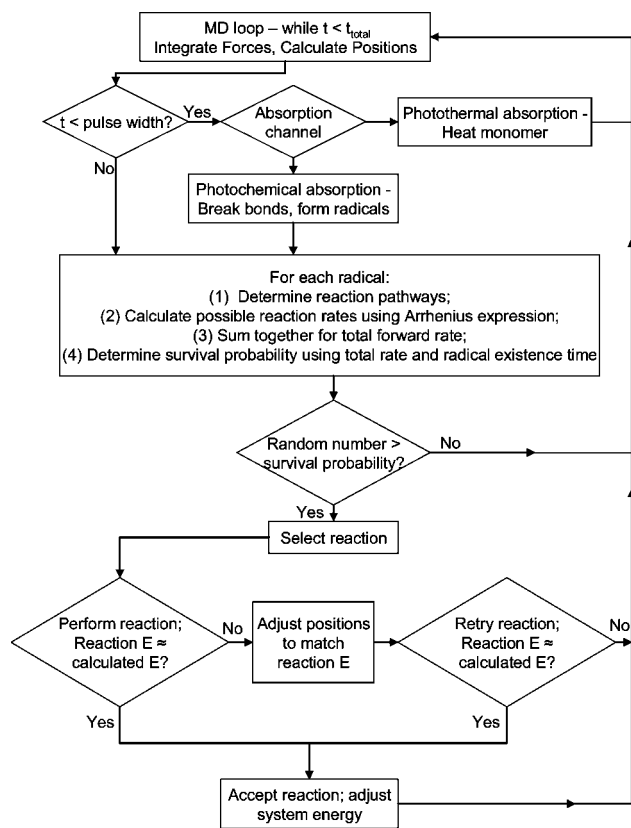 MD loop – while t < ttotal
Integrate Forces, Calculate Positions
t < pulse width?
Yes
Absorption
channel
Photothermal absorption -
Heat monomer
No
Photochemical absorption -
Break bonds, form radicals
For each radical:
(1) Determine reaction pathways;
(2) Calculate possible reaction rates using Arrhenius expression;
(3) Sum together for total forward rate;
(4) Determine survival probability using total rate and radical existence time
Random number >
survival probability?
No
Yes
Select reaction
Perform reaction;
Reaction E ≈
calculated E?
No
Adjust positions
to match
reaction E
Retry reaction;
Reaction E ≈
calculated E?
No
Yes
Yes
Accept reaction; adjust
system energy